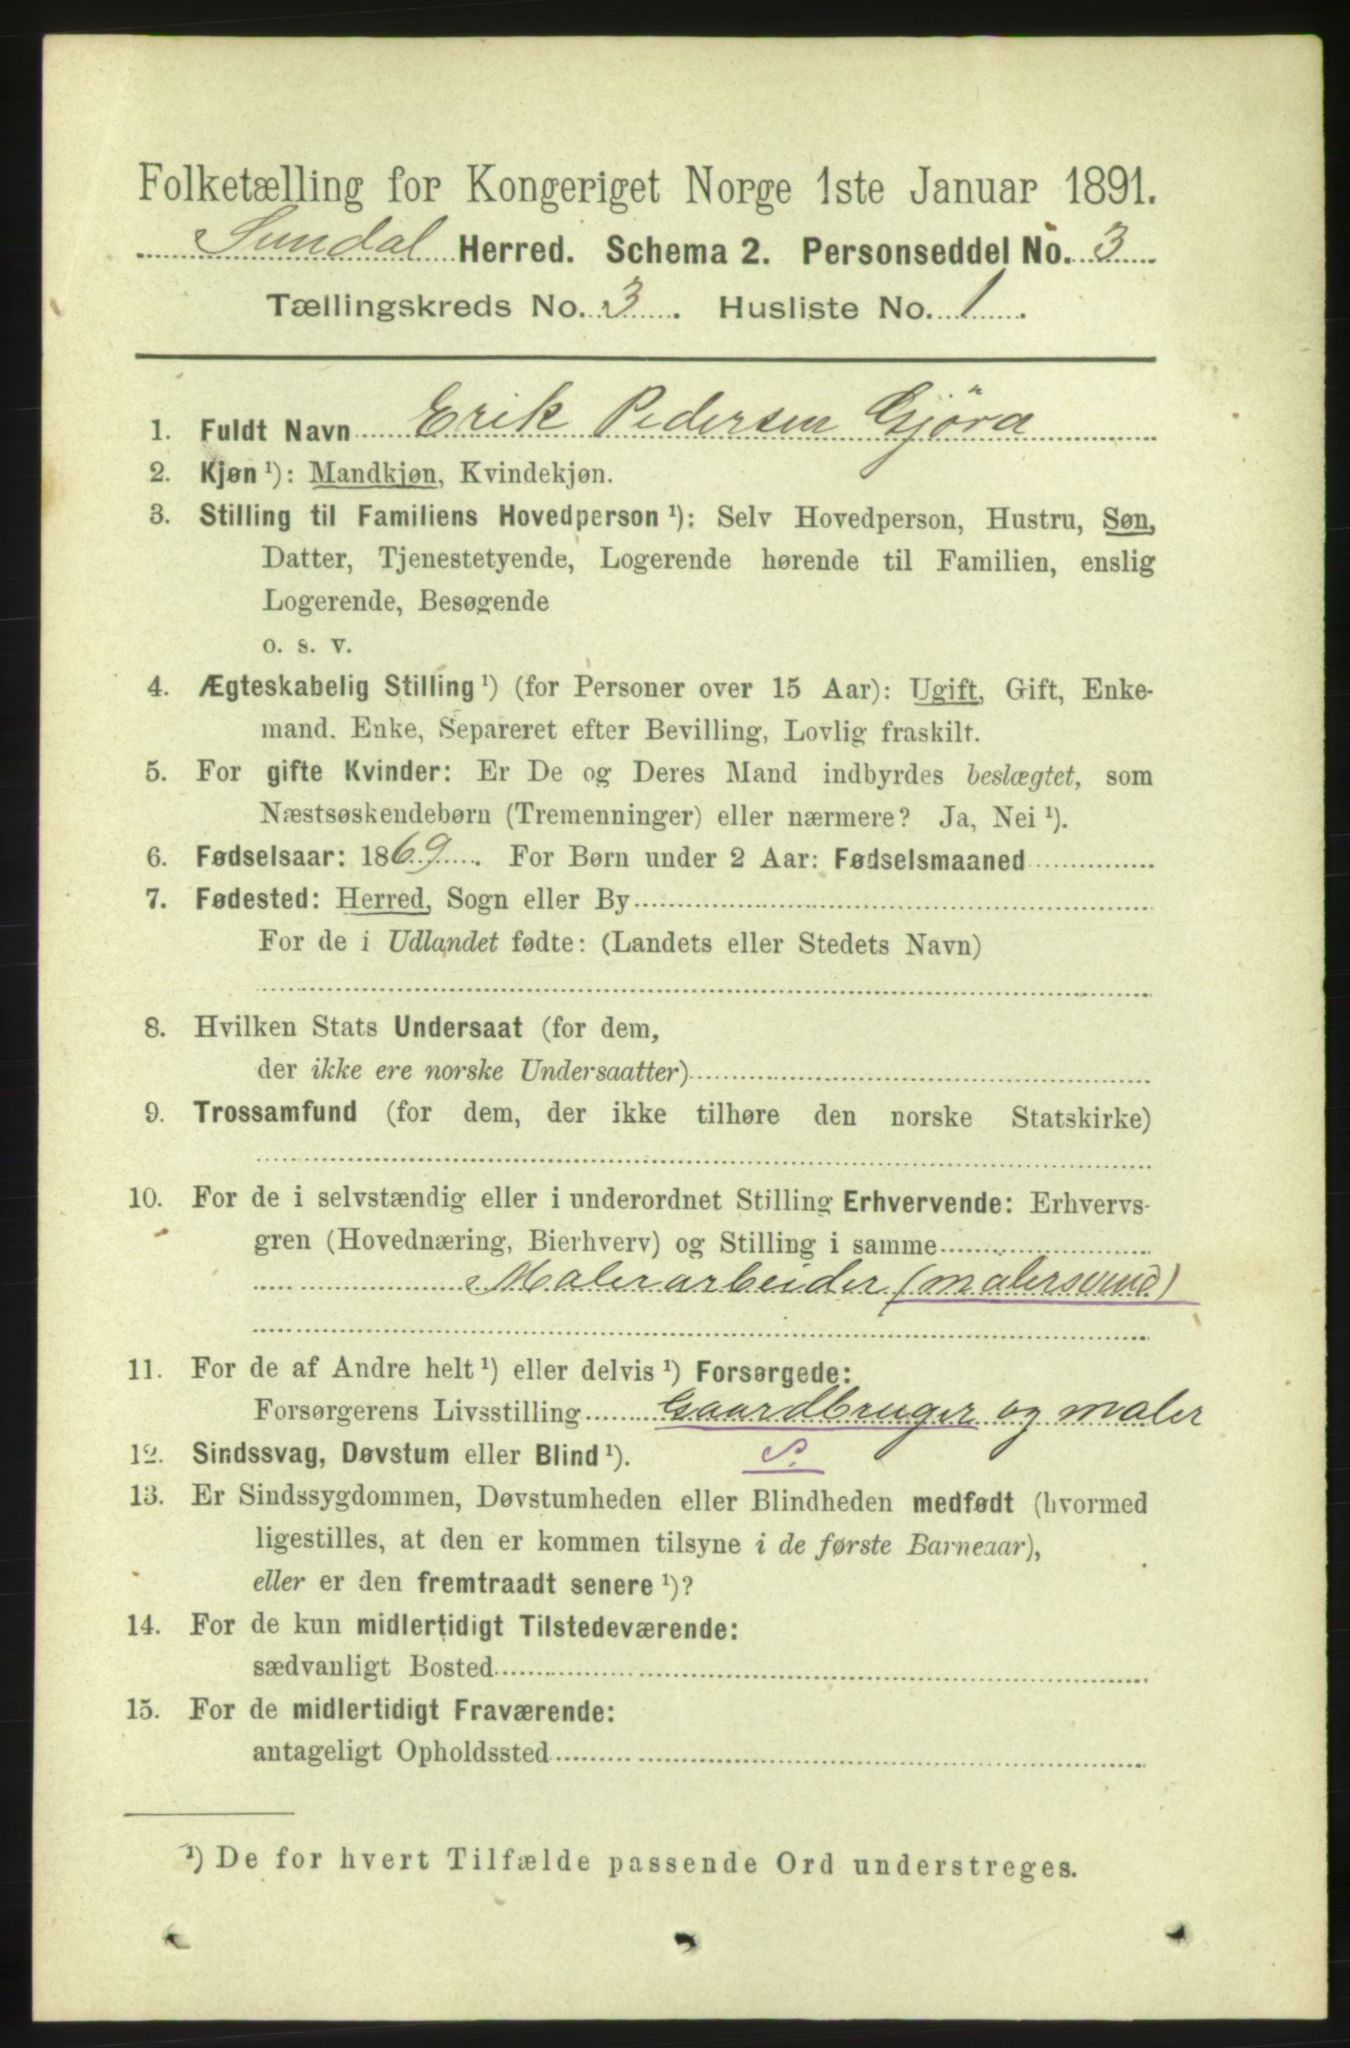 Folketælling for Kongeriget Norge 1ste Januar 1891.
Sundal Herred. Schema 2. Personseddel No. 3
Tællingskreds No. 3. Husliste No. 1.
1. Fuldt Navn Erik Pedersen Gjöra
2. Kjøn ¹): Mandkjøn, Kvindekjøn.
3. Stilling til Familiens Hovedperson ¹): Selv Hovedperson, Hustru, Søn,
Datter, Tjenestetyende, Logerende hørende til Familien, enslig
Logerende, Besøgende
o. s. v.
4. Ægteskabelig Stilling ¹) (for Personer over 15 Aar): Ugift, Gift, Enke-
mand. Enke, Separeret efter Bevilling, Lovlig fraskilt.
5. For gifte Kvinder: Er De og Deres Mand indbyrdes beslægtet, som
Næstsøskendebørn (Tremenninger) eller nærmere? Ja, Nei ¹).
6. Fødselsaar: 1869. For Børn under 2 Aar: Fødselsmaaned
7. Fødested: Herred, Sogn eller By
For de i Udlandet fødte: (Landets eller Stedets Navn)
8. Hvilken Stats Undersaat (for dem,
der ikke ere norske Undersaatter)
9. Trossamfund (for dem, der ikke tilhøre den norske Statskirke)
10. For de i selvstændig eller i underordnet Stilling Erhvervende: Erhvervs-
gren (Hovednæring, Bierhverv) og Stilling i samme
Malerarbeider (malersvend)
11. For de af Andre helt ¹) eller delvis ¹) Forsørgede:
Forsørgerens Livsstilling Gaardbruger og maler
12. Sindssvag, Døvstum eller Blind ¹). S.
13. Er Sindssygdommen, Døvstumheden eller Blindheden medfødt (hvormed
ligestilles, at den er kommen tilsyne i de første Barneaar),
eller er den fremtraadt senere ¹)?
14. For de kun midlertidigt Tilstedeværende:
sædvanligt Bosted
15. For de midlertidigt Fraværende:
antageligt Opholdssted
¹) De for hvert Tilfælde passende Ord understreges.